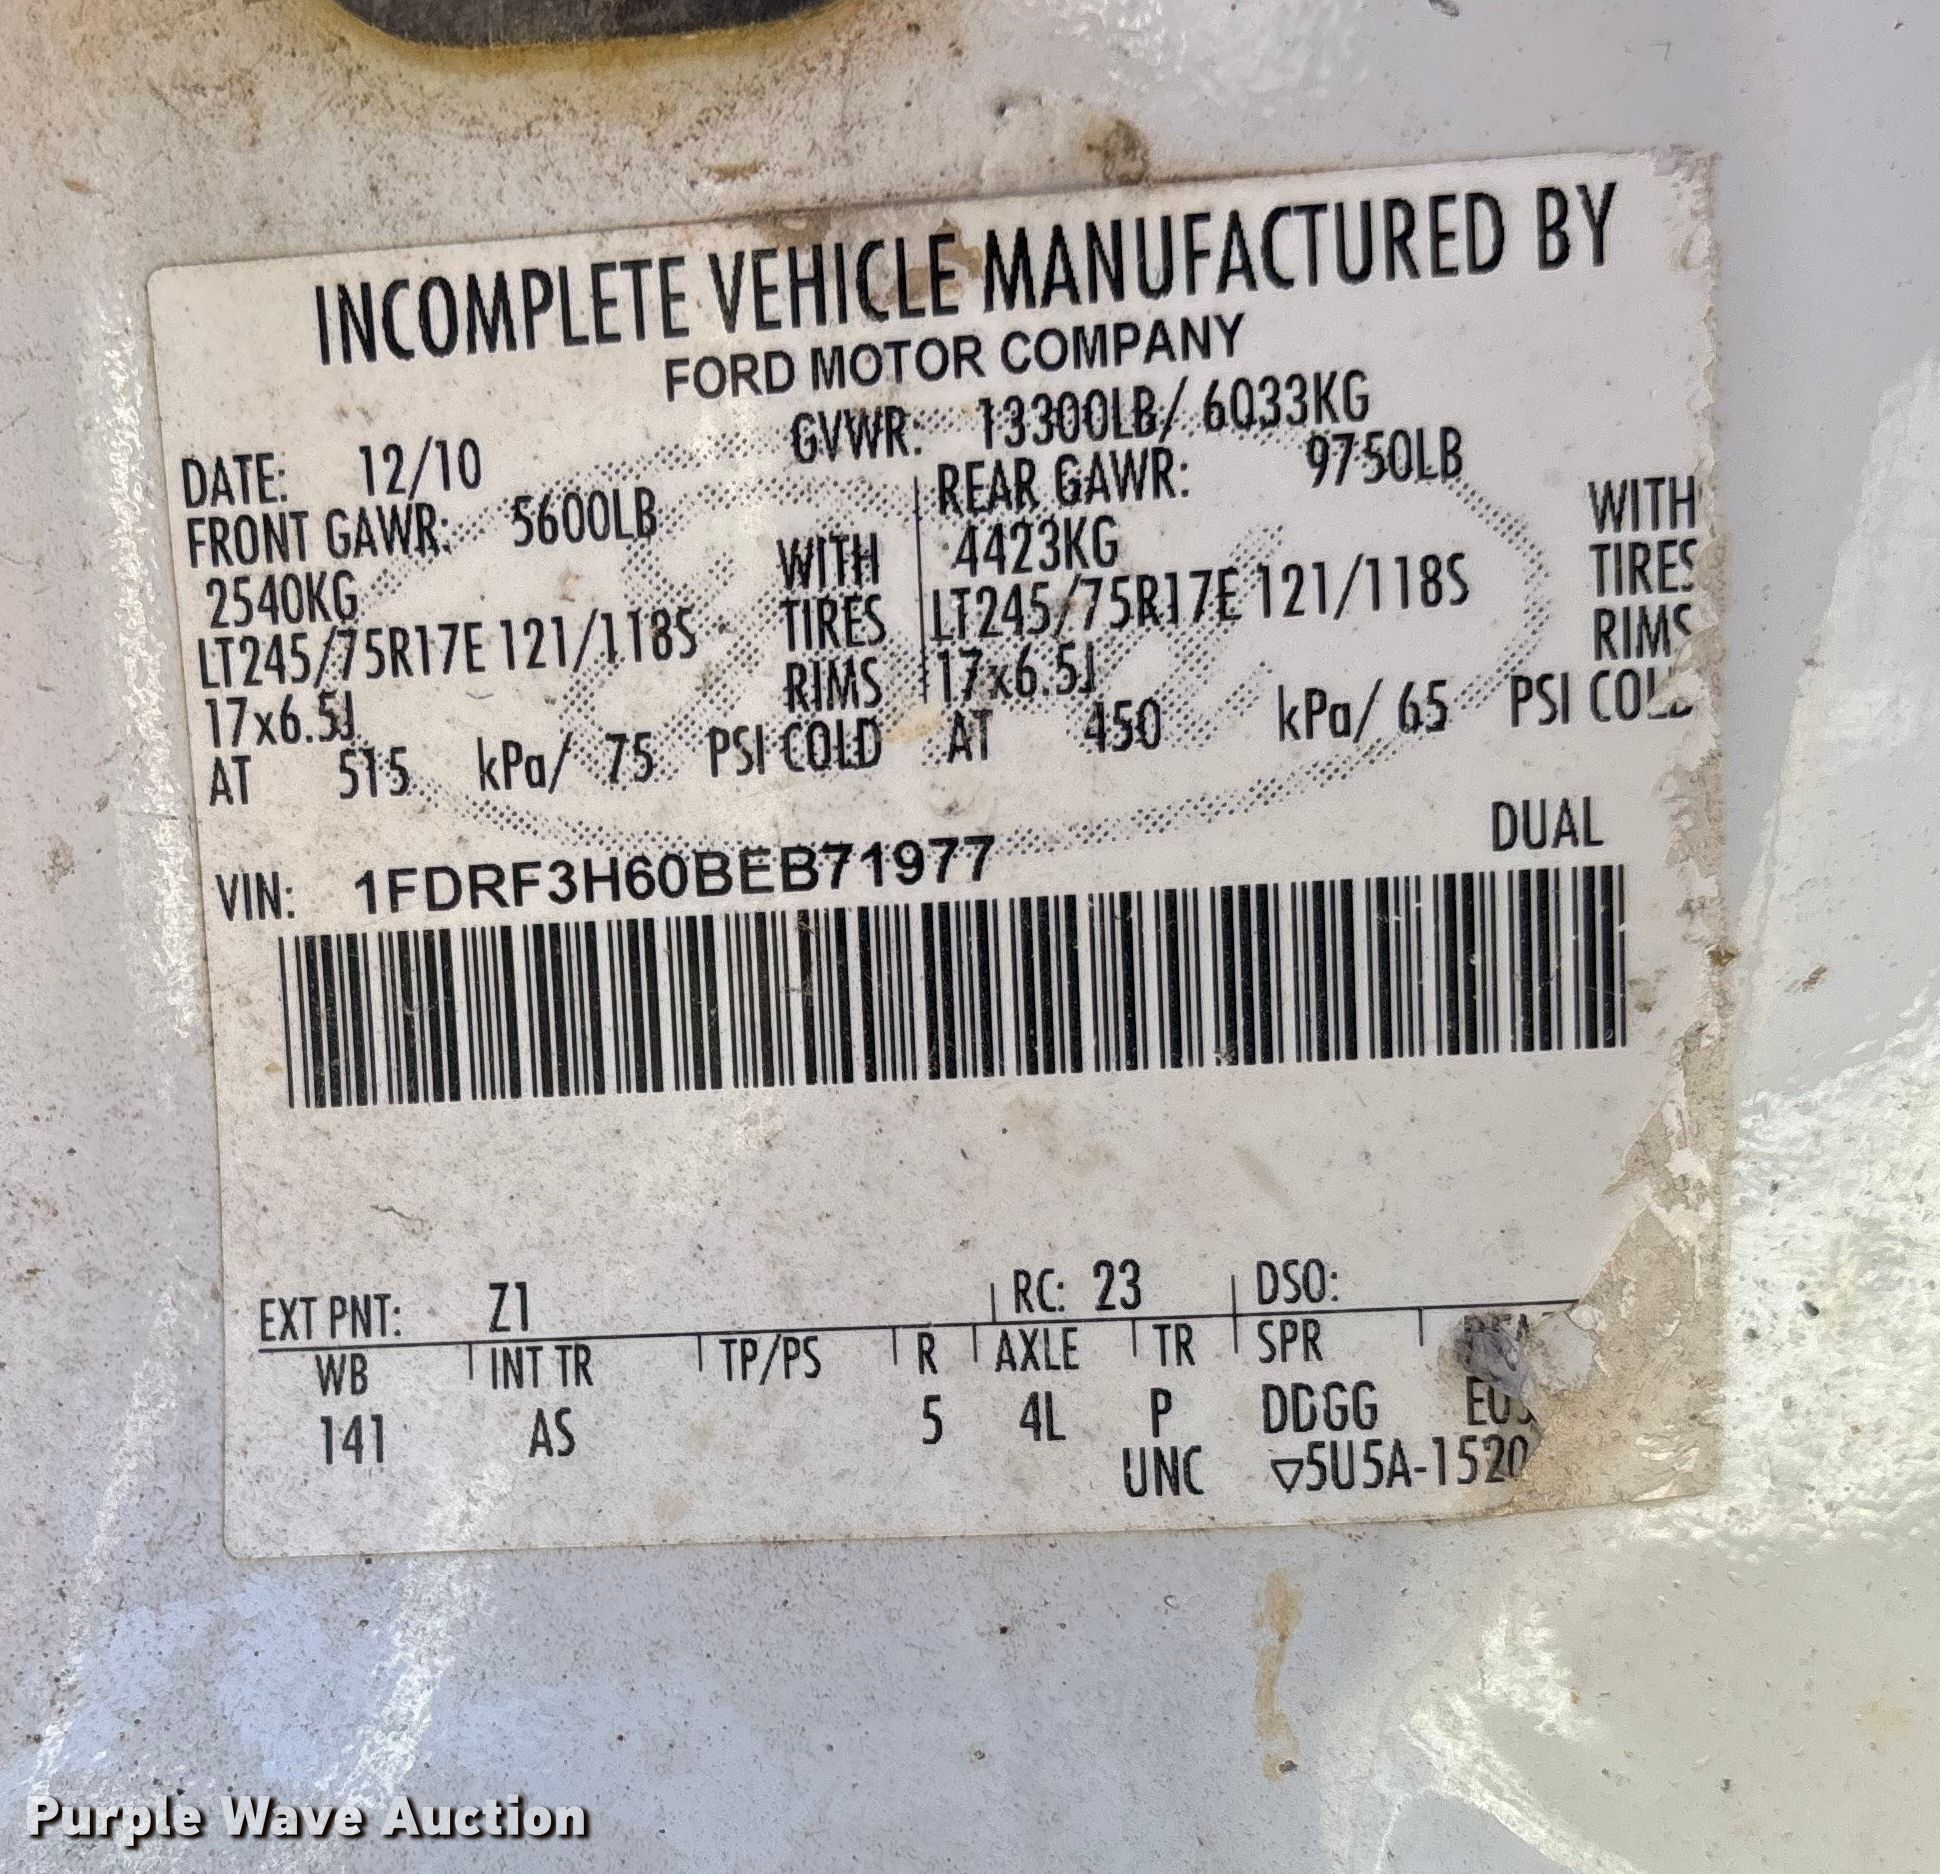 INCOMPLETE VEHICLE MANUFACTURED BY
FORD MOTOR COMPANY
DATE: 12/10 GVWR: 13300LB/ 6033KG
FRONT GAWR: 5600LB REAR GAWR: 9750LB
2540KG WITH 4423KG WITH
LT245/75R17E 121/118S TIRES LT245/75R17E 121/118S TIRES
17x6.5J RIMS 17x6.5J RIMS
AT 515 kPa/ 75 PSI COLD AT 450 kPa/ 65 PSI COLD
VIN: 1FDRF3H60BEB71977 DUAL
EXT PNT: Z1 RC: 23 DSO:
WB INT TR TP/PS R AXLE TR SPR
141 AS 5 4L P DDGG
UNC ▽5U5A-1520
Purple Wave Auction